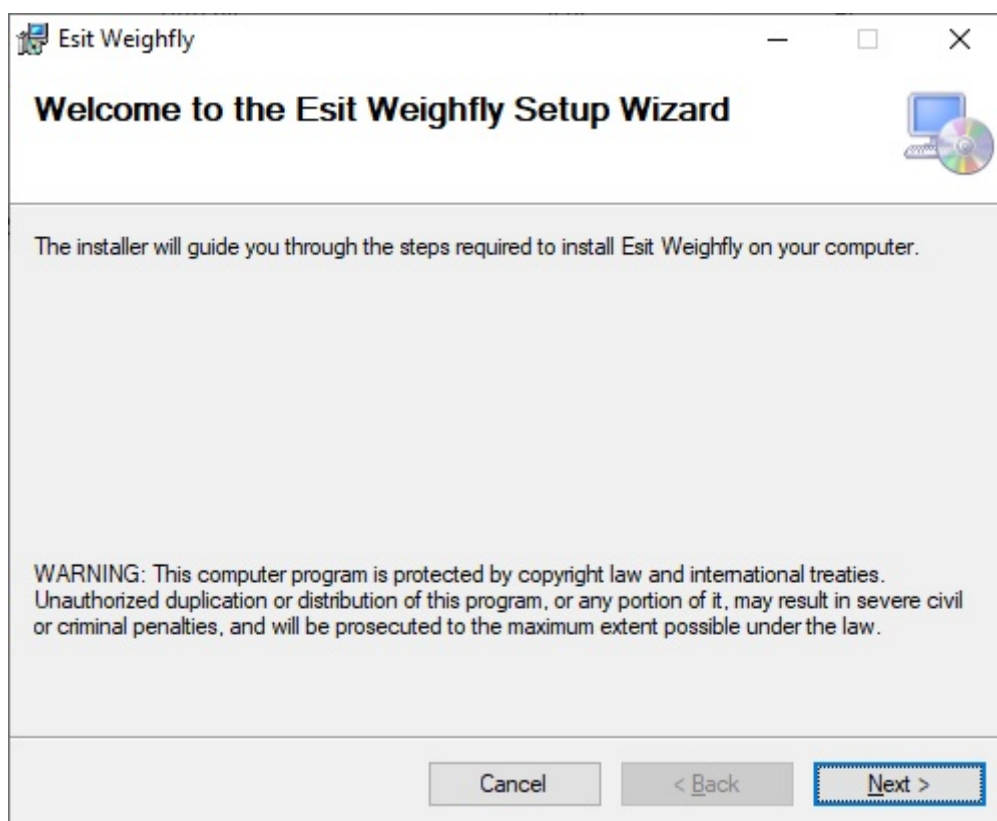 Esit Weighfly
Welcome to the Esit Weighfly Setup Wizard
The installer will guide you through the steps required to install Esit Weighfly on your computer.
WARNING: This computer program is protected by copyright law and international treaties.
Unauthorized duplication or distribution of this program, or any portion of it, may result in severe civil
or criminal penalties, and will be prosecuted to the maximum extent possible under the law.
Cancel
< Back
Next >